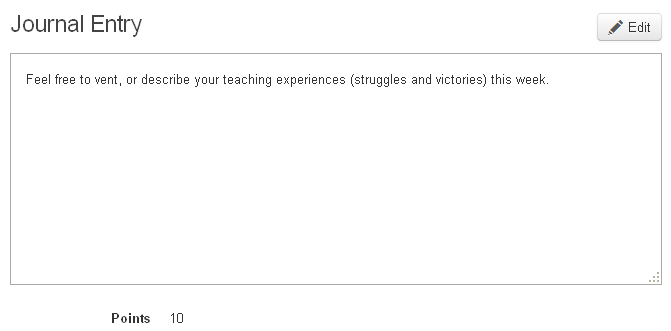 Journal Entry
Edit
Feel free to vent, or describe your teaching experiences (struggles and victories) this week.
Points 10